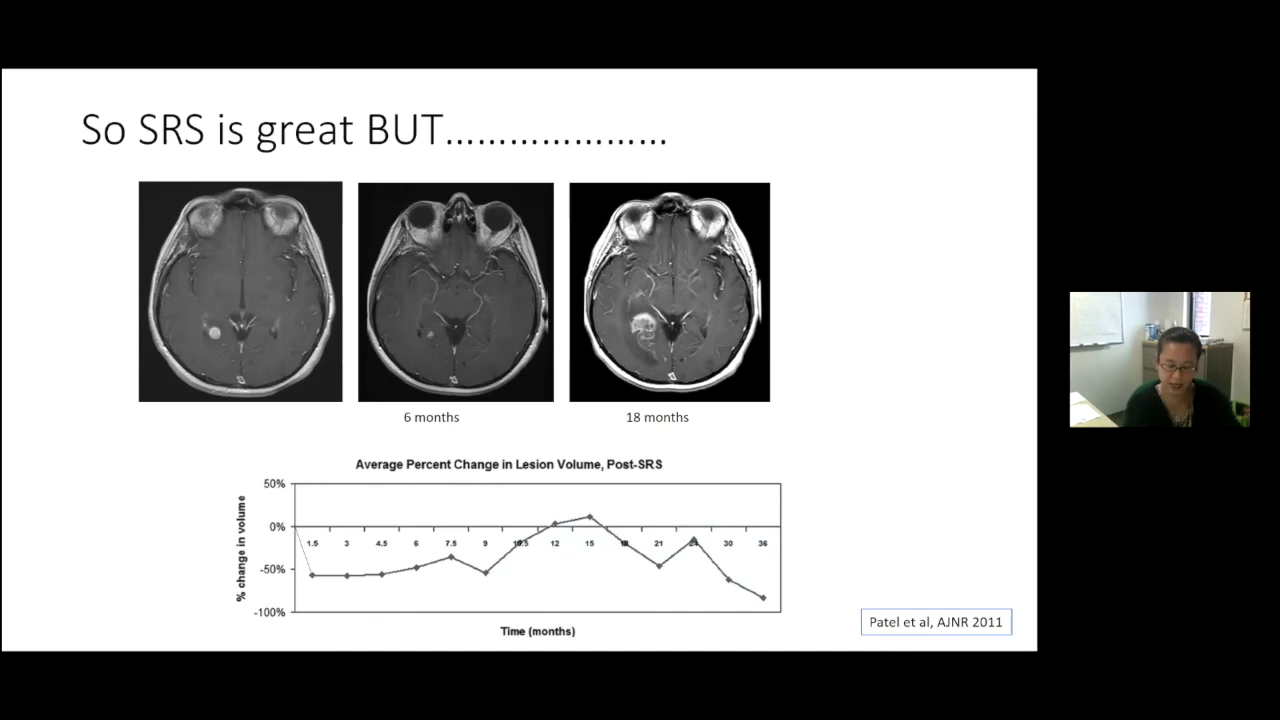 So SRS is great BUT.....................
6 months
18 months
Average Percent Change in Lesion Volume, Post-SRS
% change in volume
50%
0%
-50%
-100%
1.5 3 4.5 6 7.5 9 10.5 12 15 18 21 24 30 36
Time (months)
Patel et al, AJNR 2011